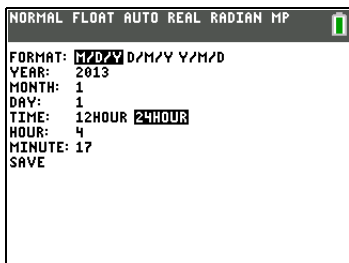 NORMAL FLOAT AUTO REAL RADIAN MP
FORMAT: M/D/Y D/M/Y Y/M/D
YEAR: 2013
MONTH: 1
DAY: 1
TIME: 12HOUR 24HOUR
HOUR: 4
MINUTE: 17
SAVE